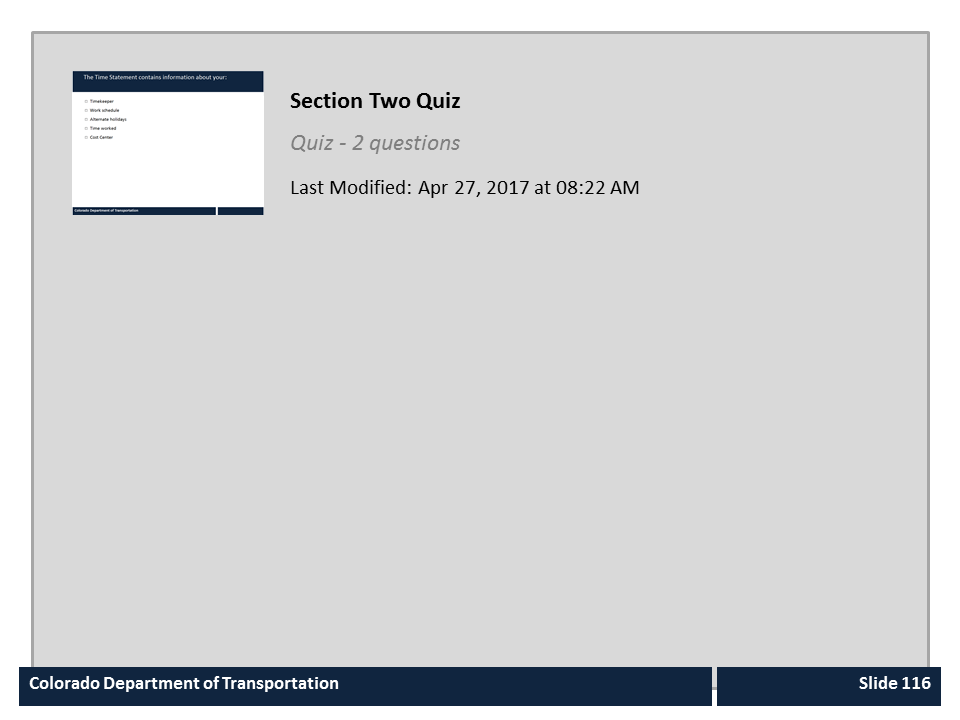 The Time Statement contains information about your:
Timekeeper
Work schedule
Alternate holidays
Time worked
Cost Center
Colorado Department of Transportation
Section Two Quiz
Quiz - 2 questions
Last Modified: Apr 27, 2017 at 08:22 AM
Colorado Department of Transportation
Slide 116